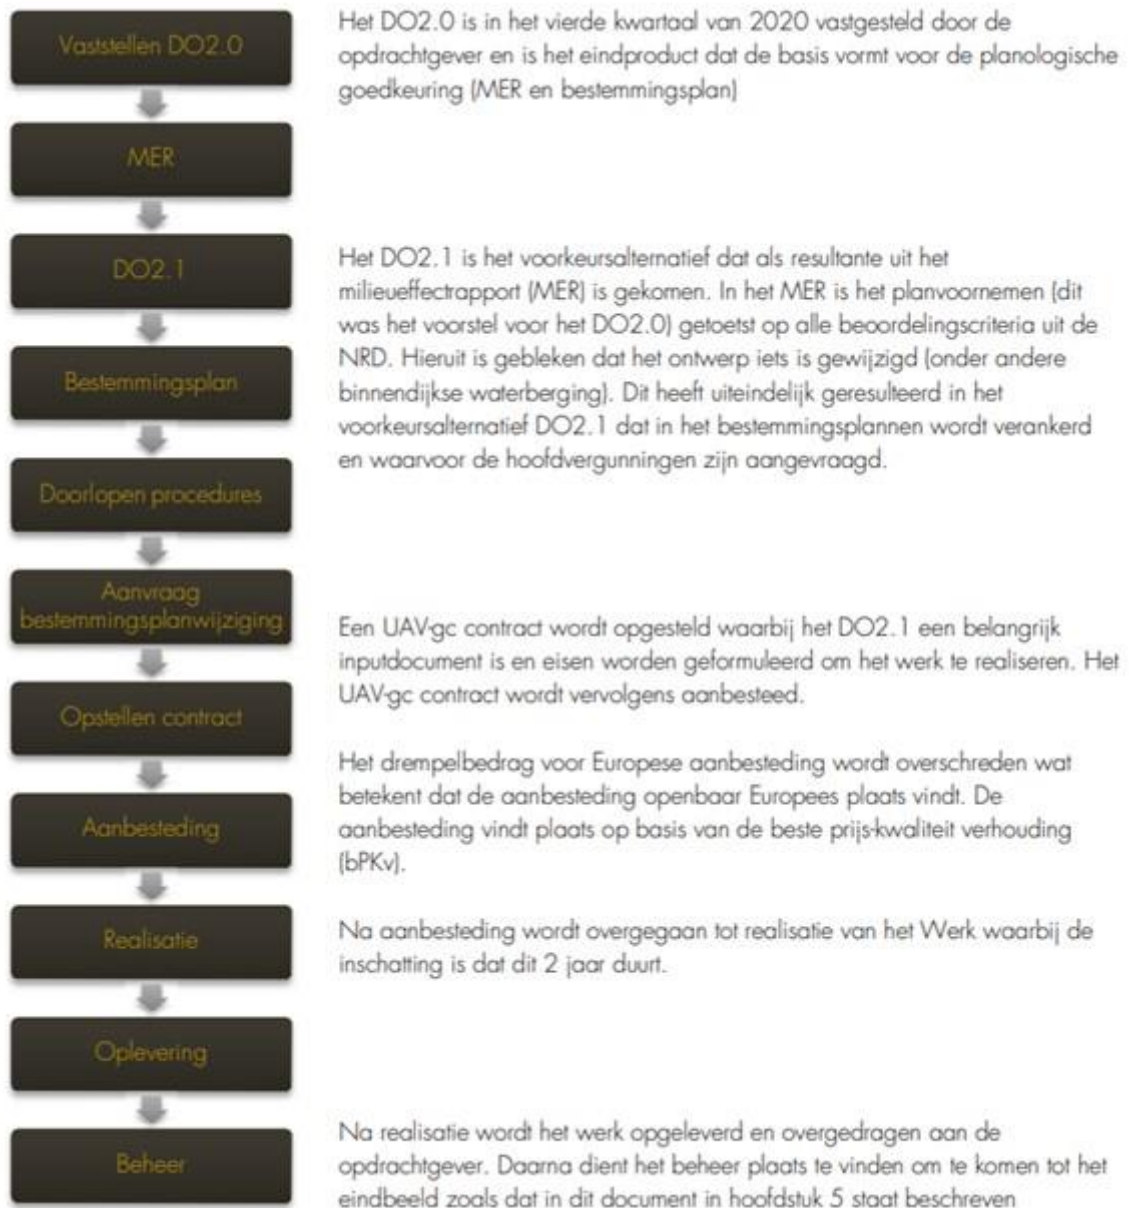 Vaststellen DO2.0
Het DO2.0 is in het vierde kwartaal van 2020 vastgesteld door de
opdrachtgever en is het eindproduct dat de basis vormt voor de planologische
goedkeuring (MER en bestemmingsplan)
MER
DO2.1
Het DO2.1 is het voorkeursalternatief dat als resultante uit het
milieueffectrapport (MER) is gekomen. In het MER is het planvoornemen (dit
was het voorstel voor het DO2.0) getoetst op alle beoordelingscriteria uit de
NRD. Hieruit is gebleken dat het ontwerp iets is gewijzigd (onder andere
binnendijkse waterberging). Dit heeft uiteindelijk geresulteerd in het
voorkeursalternatief DO2.1 dat in het bestemmingsplannen wordt verankerd
en waarvoor de hoofdvergunningen zijn aangevraagd.
Bestemmingsplan
Doorlopen procedures
Aanvraag
bestemmingsplanwijziging
Een UAV-gc contract wordt opgesteld waarbij het DO2.1 een belangrijk
inputdocument is en eisen worden geformuleerd om het werk te realiseren. Het
UAV-gc contract wordt vervolgens aanbesteed.
Opstellen contract
Het drempelbedrag voor Europese aanbesteding wordt overschreden wat
betekent dat de aanbesteding openbaar Europees plaats vindt. De
aanbesteding vindt plaats op basis van de beste prijs-kwaliteit verhouding
(bPKv).
Aanbesteding
Realisatie
Na aanbesteding wordt overgegaan tot realisatie van het Werk waarbij de
inschatting is dat dit 2 jaar duurt.
Oplevering
Beheer
Na realisatie wordt het werk opgeleverd en overgedragen aan de
opdrachtgever. Daarna dient het beheer plaats te vinden om te komen tot het
eindbeeld zoals dat in dit document in hoofdstuk 5 staat beschreven